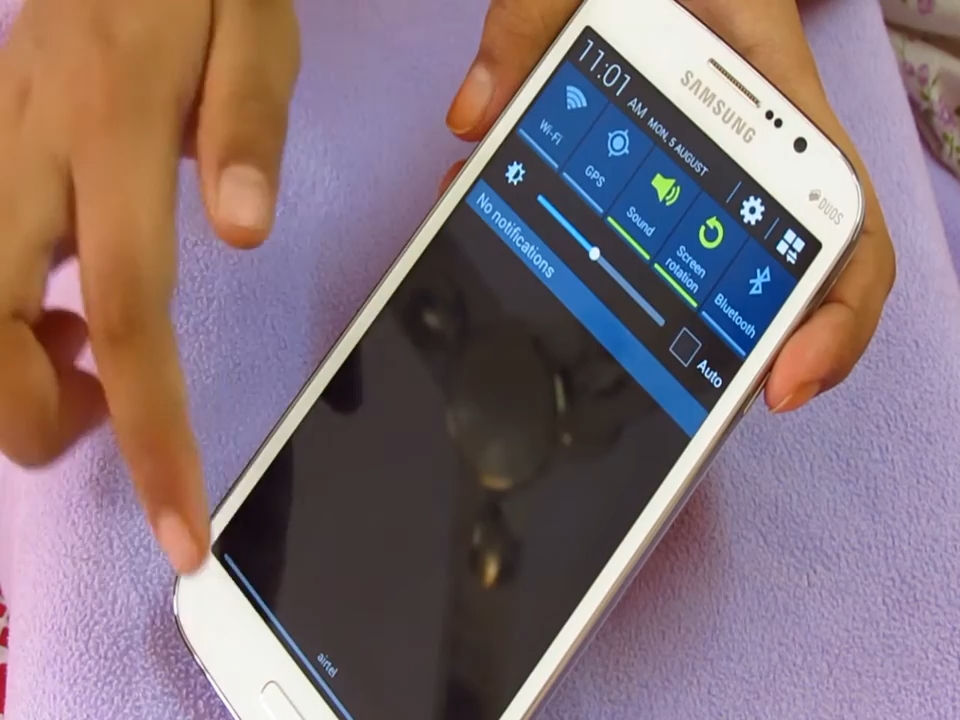 SAMSUNG
DUOS
11:01 AM MON, 5 AUGUST
Wi-Fi
GPS
Sound
Screen
rotation
Bluetooth
Auto
No notifications
airtel